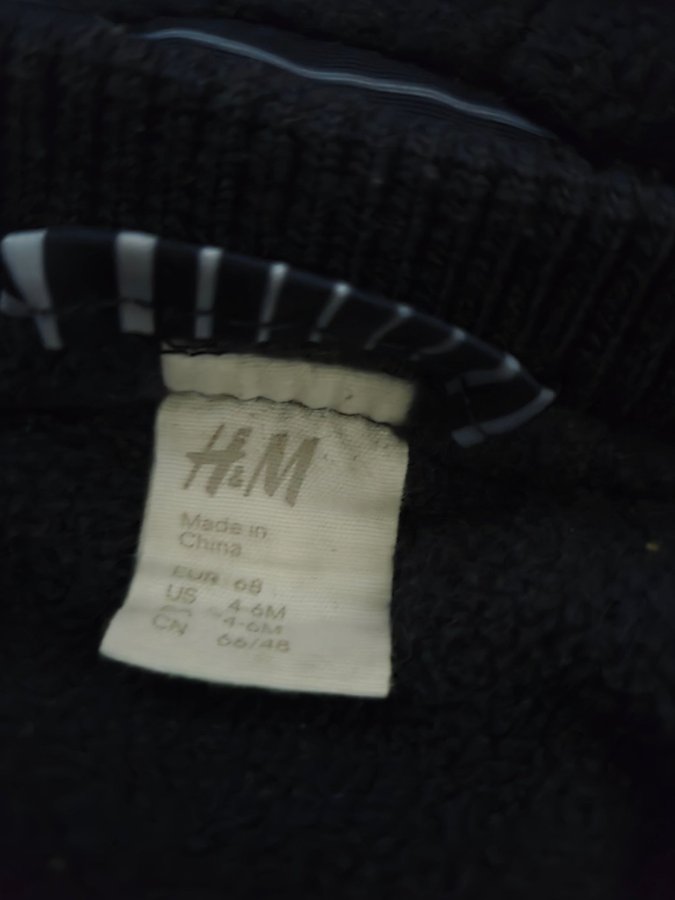 H&M
Made in
China
EUR 68
US 4-6M
4-6M
CN 66/48